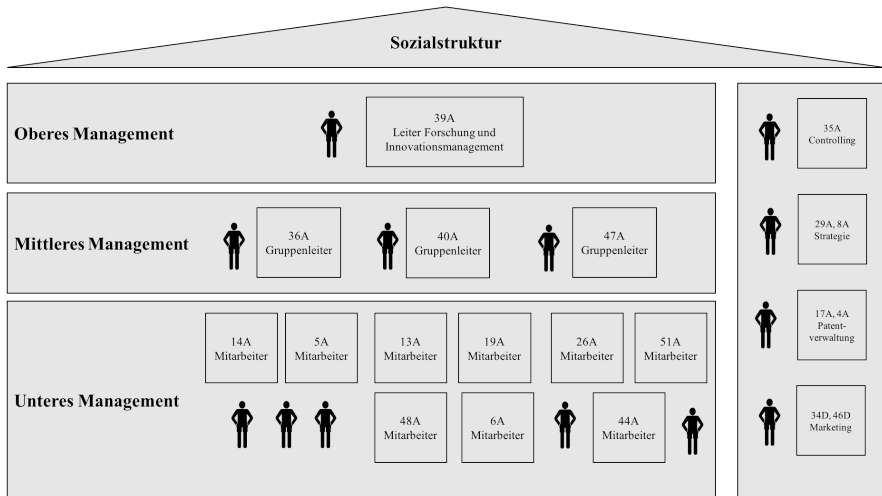 Sozialstruktur
Oberes Management
39A
Leiter Forschung und
Innovationsmanagement
Mittleres Management
36A
Gruppenleiter
40A
Gruppenleiter
47A
Gruppenleiter
Unteres Management
14A
Mitarbeiter
5A
Mitarbeiter
13A
Mitarbeiter
19A
Mitarbeiter
26A
Mitarbeiter
51A
Mitarbeiter
48A
Mitarbeiter
6A
Mitarbeiter
44A
Mitarbeiter
35A
Controlling
29A, 8A
Strategie
17A, 4A
Patent-
verwaltung
34D, 46D
Marketing